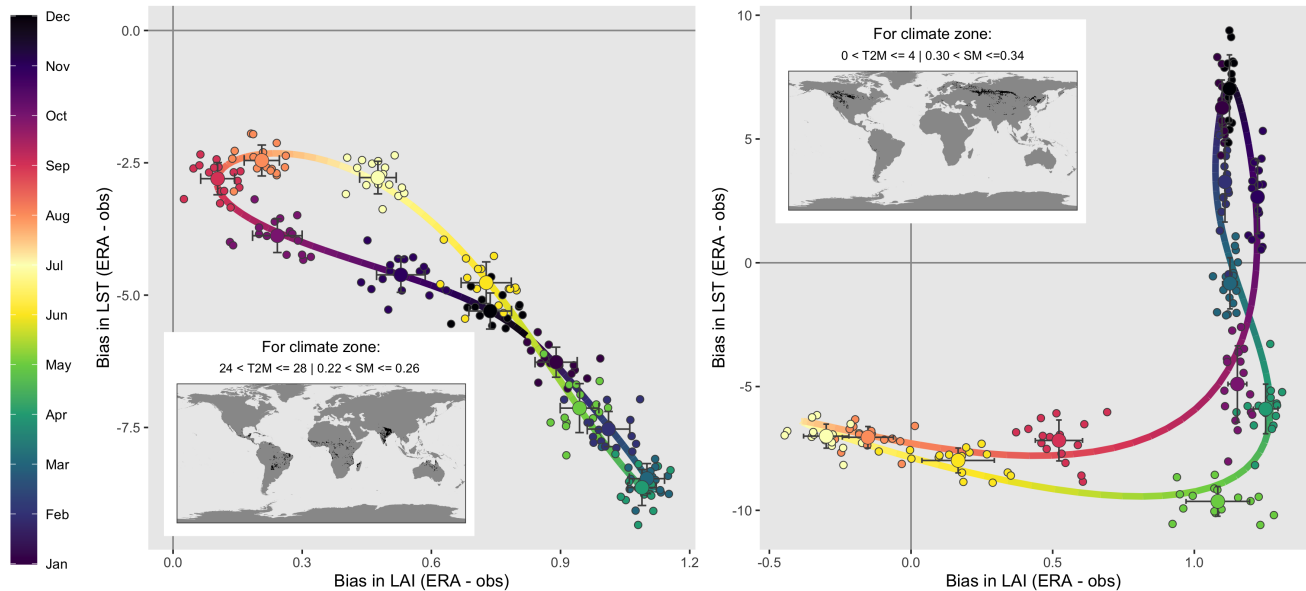 Dec
Nov
Oct
Sep
Aug
Jul
Jun
May
Apr
Mar
Feb
Jan
Bias in LST (ERA - obs)
0.0
-2.5
-5.0
-7.5
For climate zone:
24 < T2M <= 28 | 0.22 < SM <= 0.26
0.0
0.3
0.6
0.9
1.2
Bias in LAI (ERA - obs)
Bias in LST (ERA - obs)
10
5
0
-5
-10
For climate zone:
0 < T2M <= 4 | 0.30 < SM <=0.34
-0.5
0.0
0.5
1.0
Bias in LAI (ERA - obs)